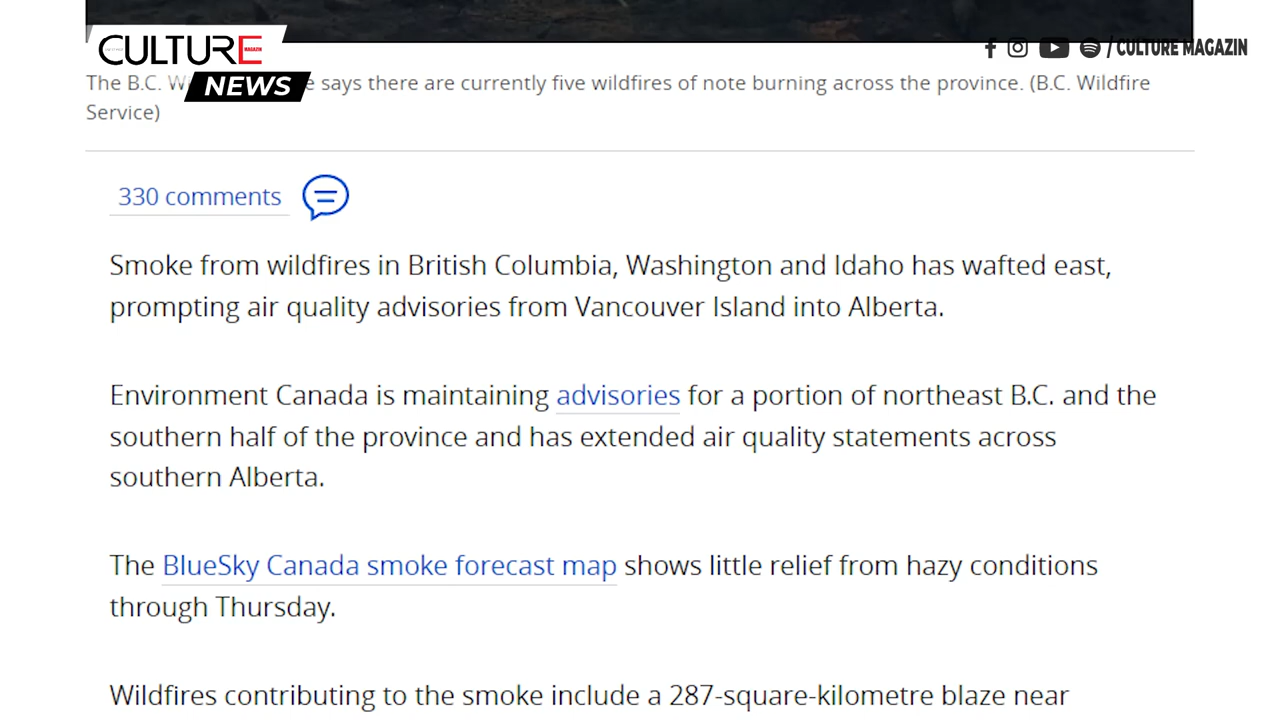 CULTURE
MAGAZIN
NEWS
/ CULTURE MAGAZIN
The B.C. W e says there are currently five wildfires of note burning across the province. (B.C. Wildfire
Service)
330 comments
Smoke from wildfires in British Columbia, Washington and Idaho has wafted east,
prompting air quality advisories from Vancouver Island into Alberta.
Environment Canada is maintaining advisories for a portion of northeast B.C. and the
southern half of the province and has extended air quality statements across
southern Alberta.
The BlueSky Canada smoke forecast map shows little relief from hazy conditions
through Thursday.
Wildfires contributing to the smoke include a 287-square-kilometre blaze near